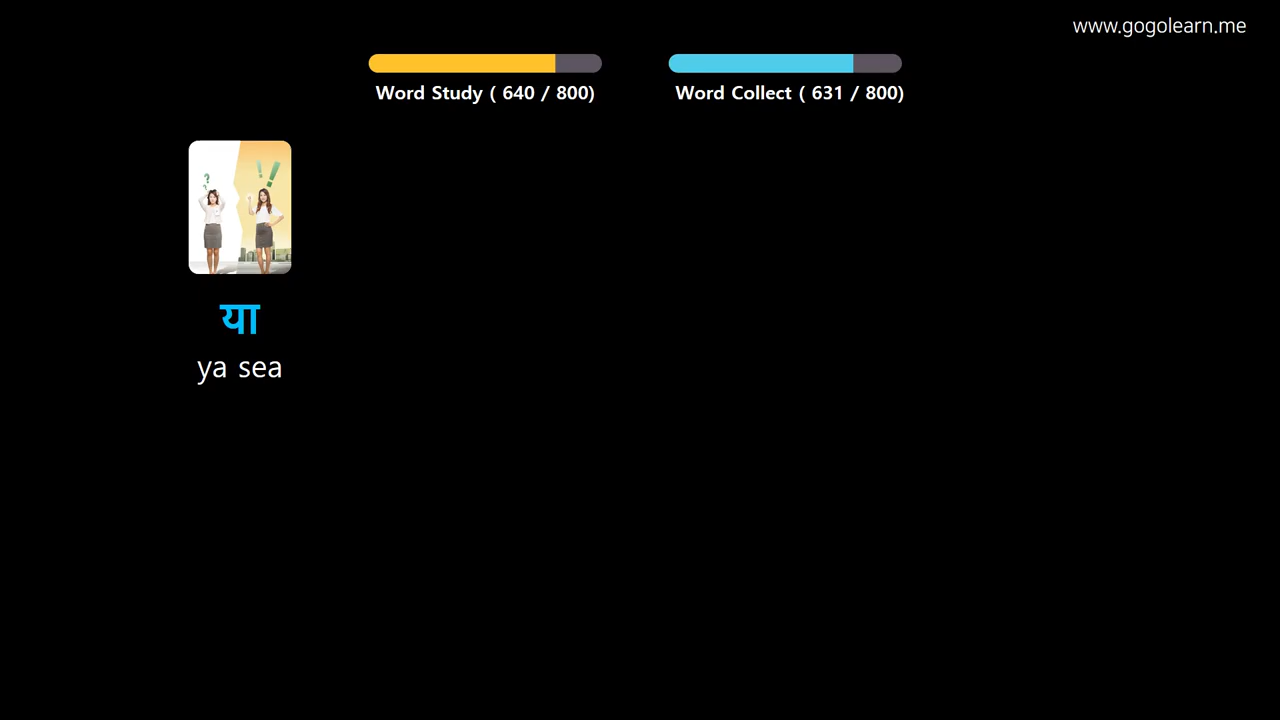 www.gogolearn.me
Word Study ( 640 / 800)
Word Collect ( 631 / 800)
? ? !!
या
ya sea